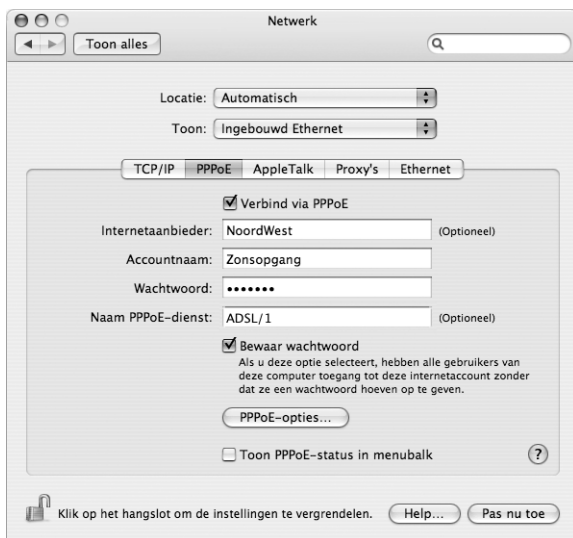 Netwerk
Toon alles
Locatie: Automatisch
Toon: Ingebouwd Ethernet
TCP/IP PPPoE AppleTalk Proxy's Ethernet
Verbind via PPPoE
Internetaanbieder: NoordWest (Optioneel)
Accountnaam: Zonsopgang
Wachtwoord: •••••••
Naam PPPoE-dienst: ADSL/1 (Optioneel)
Bewaar wachtwoord
Als u deze optie selecteert, hebben alle gebruikers van
deze computer toegang tot deze internetaccount zonder
dat ze een wachtwoord hoeven op te geven.
PPPoE-opties...
Toon PPPoE-status in menubalk ?
Klik op het hangslot om de instellingen te vergrendelen. Help... Pas nu toe